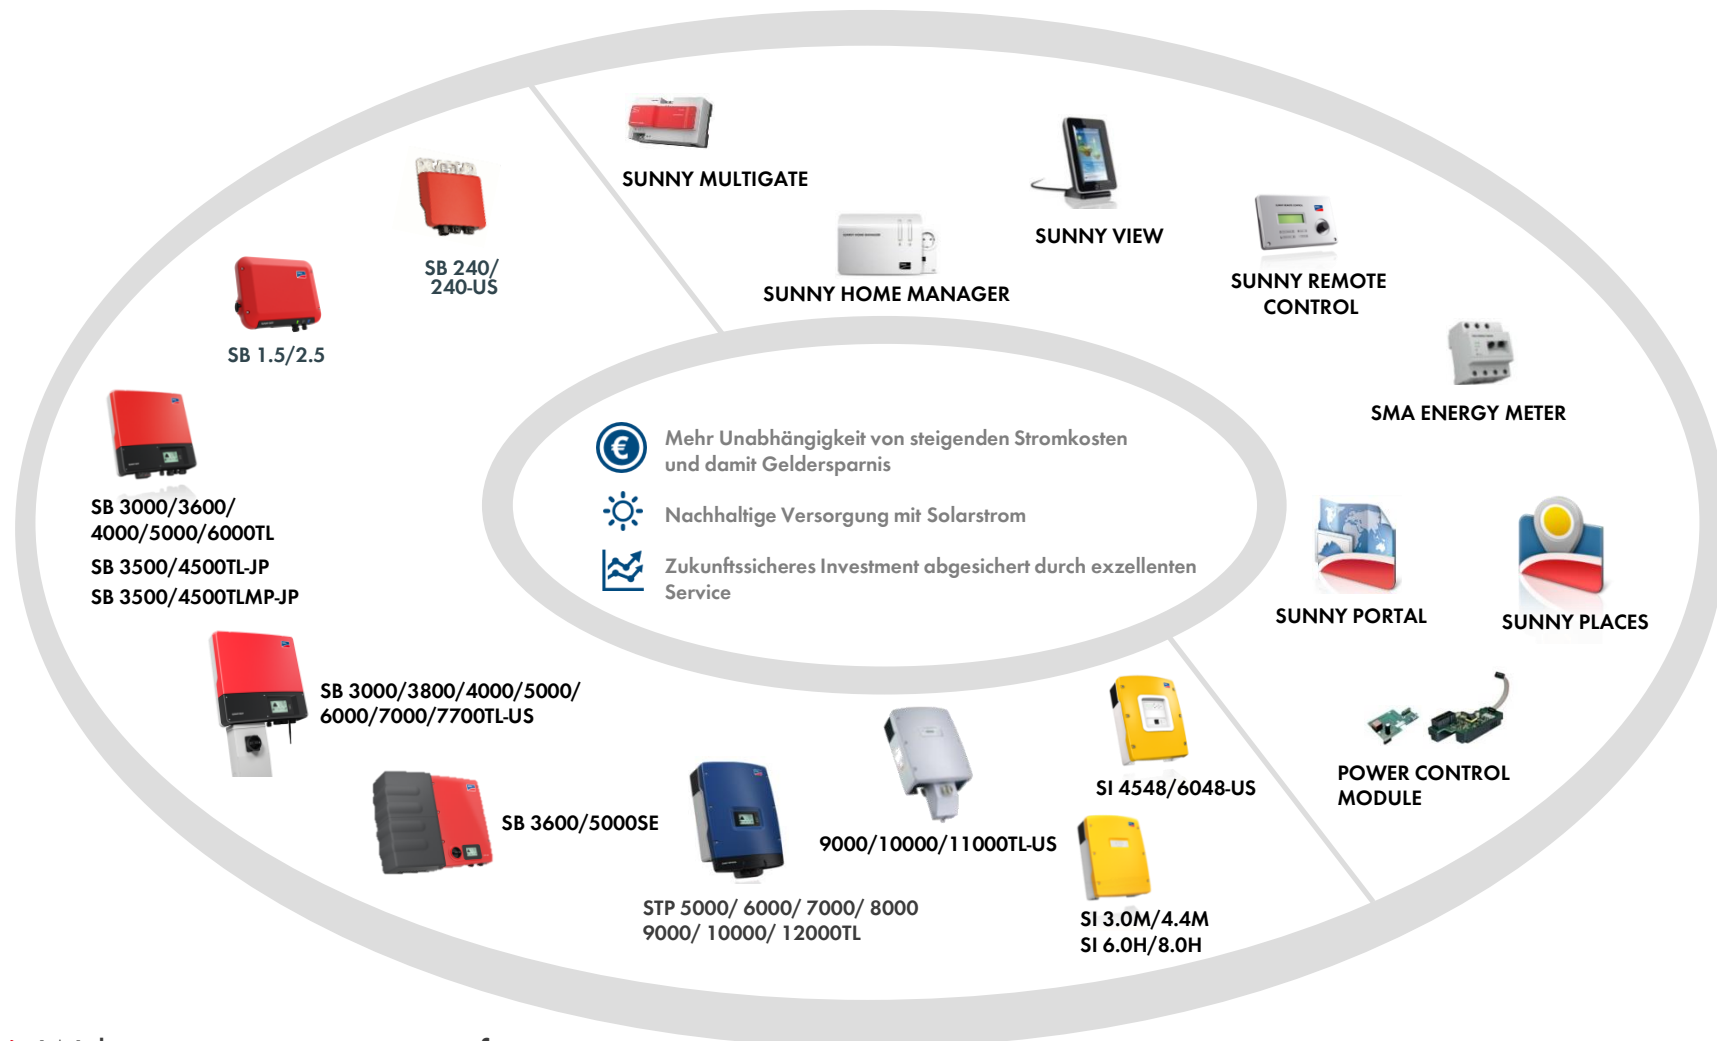 SUNNY MULTIGATE
SUNNY VIEW
SB 240/
240-US
SUNNY HOME MANAGER
SUNNY REMOTE
CONTROL
SB 1.5/2.5
SMA ENERGY METER
Mehr Unabhängigkeit von steigenden Stromkosten
und damit Geldersparnis
Nachhaltige Versorgung mit Solarstrom
Zukunftssicheres Investment abgesichert durch exzellenten
Service
SB 3000/3600/
4000/5000/6000TL
SB 3500/4500TL-JP
SB 3500/4500TLMP-JP
SUNNY PORTAL
SUNNY PLACES
SB 3000/3800/4000/5000/
6000/7000/7700TL-US
SI 4548/6048-US
POWER CONTROL
MODULE
SB 3600/5000SE
9000/10000/11000TL-US
STP 5000/ 6000/ 7000/ 8000
9000/ 10000/ 12000TL
SI 3.0M/4.4M
SI 6.0H/8.0H